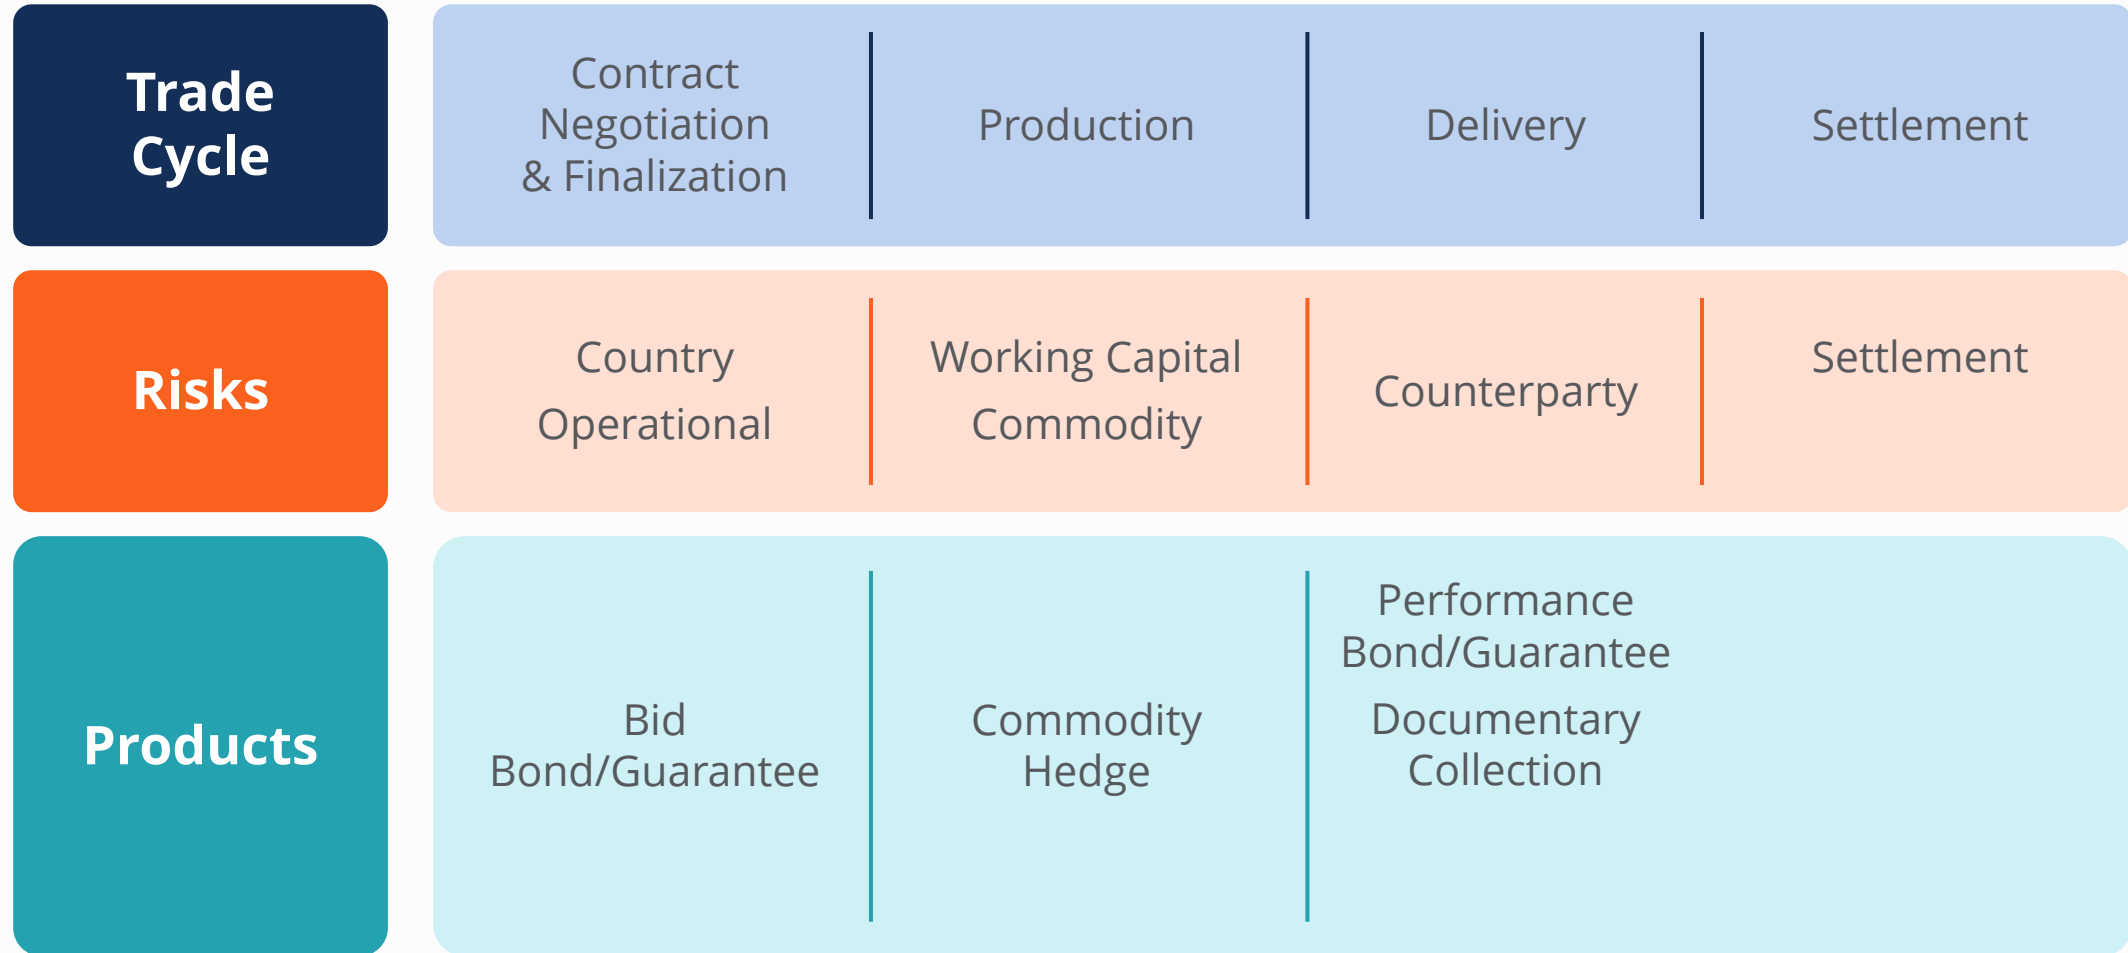 Trade
Cycle
Contract
Negotiation
& Finalization
Production
Delivery
Settlement
Risks
Country
Operational
Working Capital
Commodity
Counterparty
Settlement
Products
Bid
Bond/Guarantee
Commodity
Hedge
Performance
Bond/Guarantee
Documentary
Collection